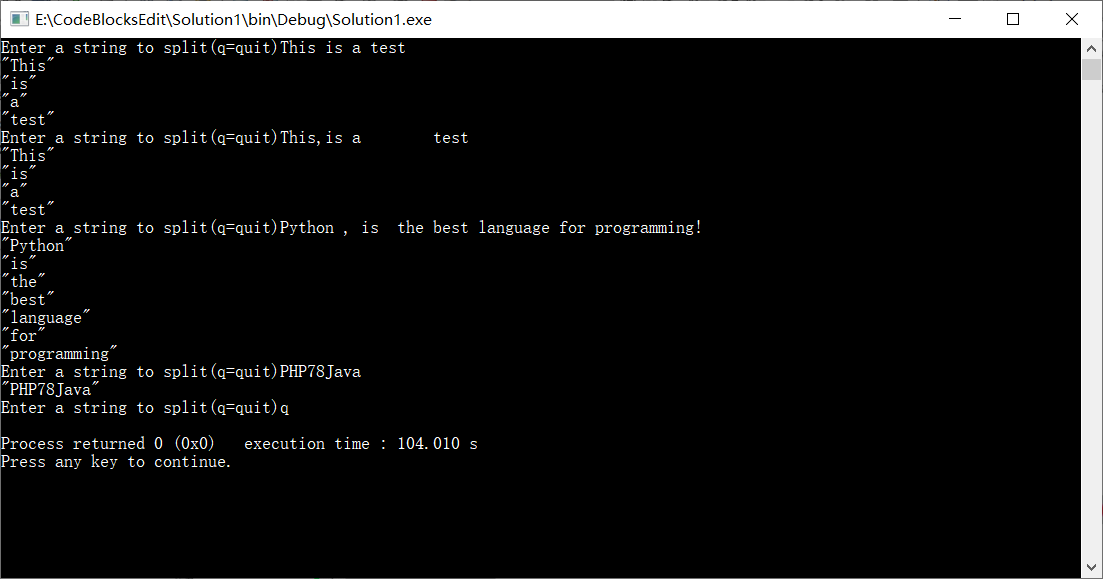 E:\CodeBlocksEdit\Solution1\bin\Debug\Solution1.exe
Enter a string to split(q=quit)This is a test
"This"
"is"
"a"
"test"
Enter a string to split(q=quit)This,is a        test
"This"
"is"
"a"
"test"
Enter a string to split(q=quit)Python , is  the best language for programming!
"Python"
"is"
"the"
"best"
"language"
"for"
"programming"
Enter a string to split(q=quit)PHP78Java
"PHP78Java"
Enter a string to split(q=quit)q
Process returned 0 (0x0)   execution time : 104.010 s
Press any key to continue.